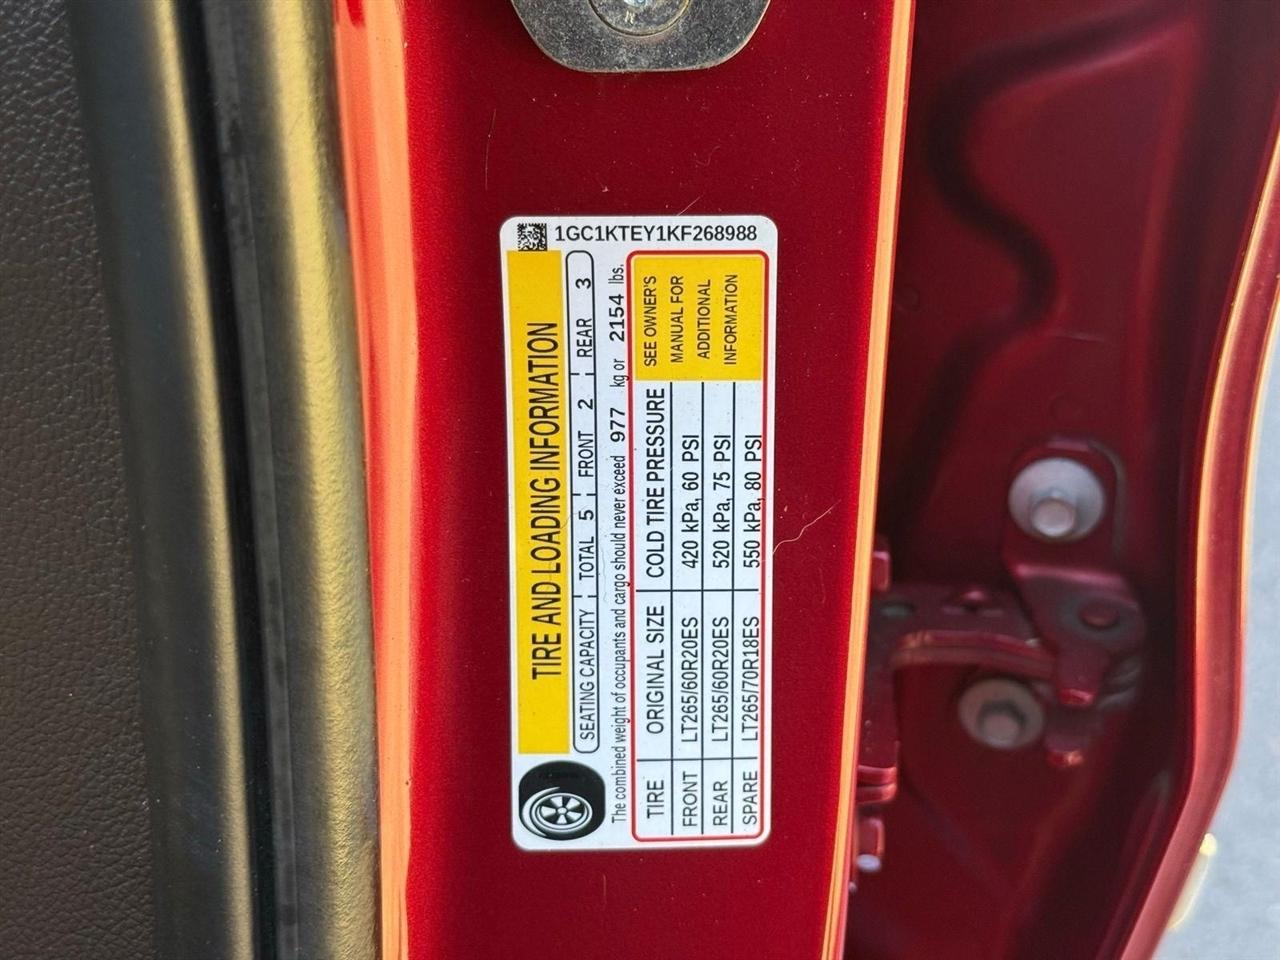 1GC1KTEY1KF268988
TIRE AND LOADING INFORMATION
SEATING CAPACITY TOTAL 5 FRONT 2 REAR 3
The combined weight of occupants and cargo should never exceed 977 kg or 2154 lbs.
TIRE ORIGINAL SIZE COLD TIRE PRESSURE
FRONT LT265/60R20ES 420 kPa, 60 PSI
REAR LT265/60R20ES 520 kPa, 75 PSI
SPARE LT265/70R18ES 550 kPa, 80 PSI
SEE OWNER'S
MANUAL FOR
ADDITIONAL
INFORMATION